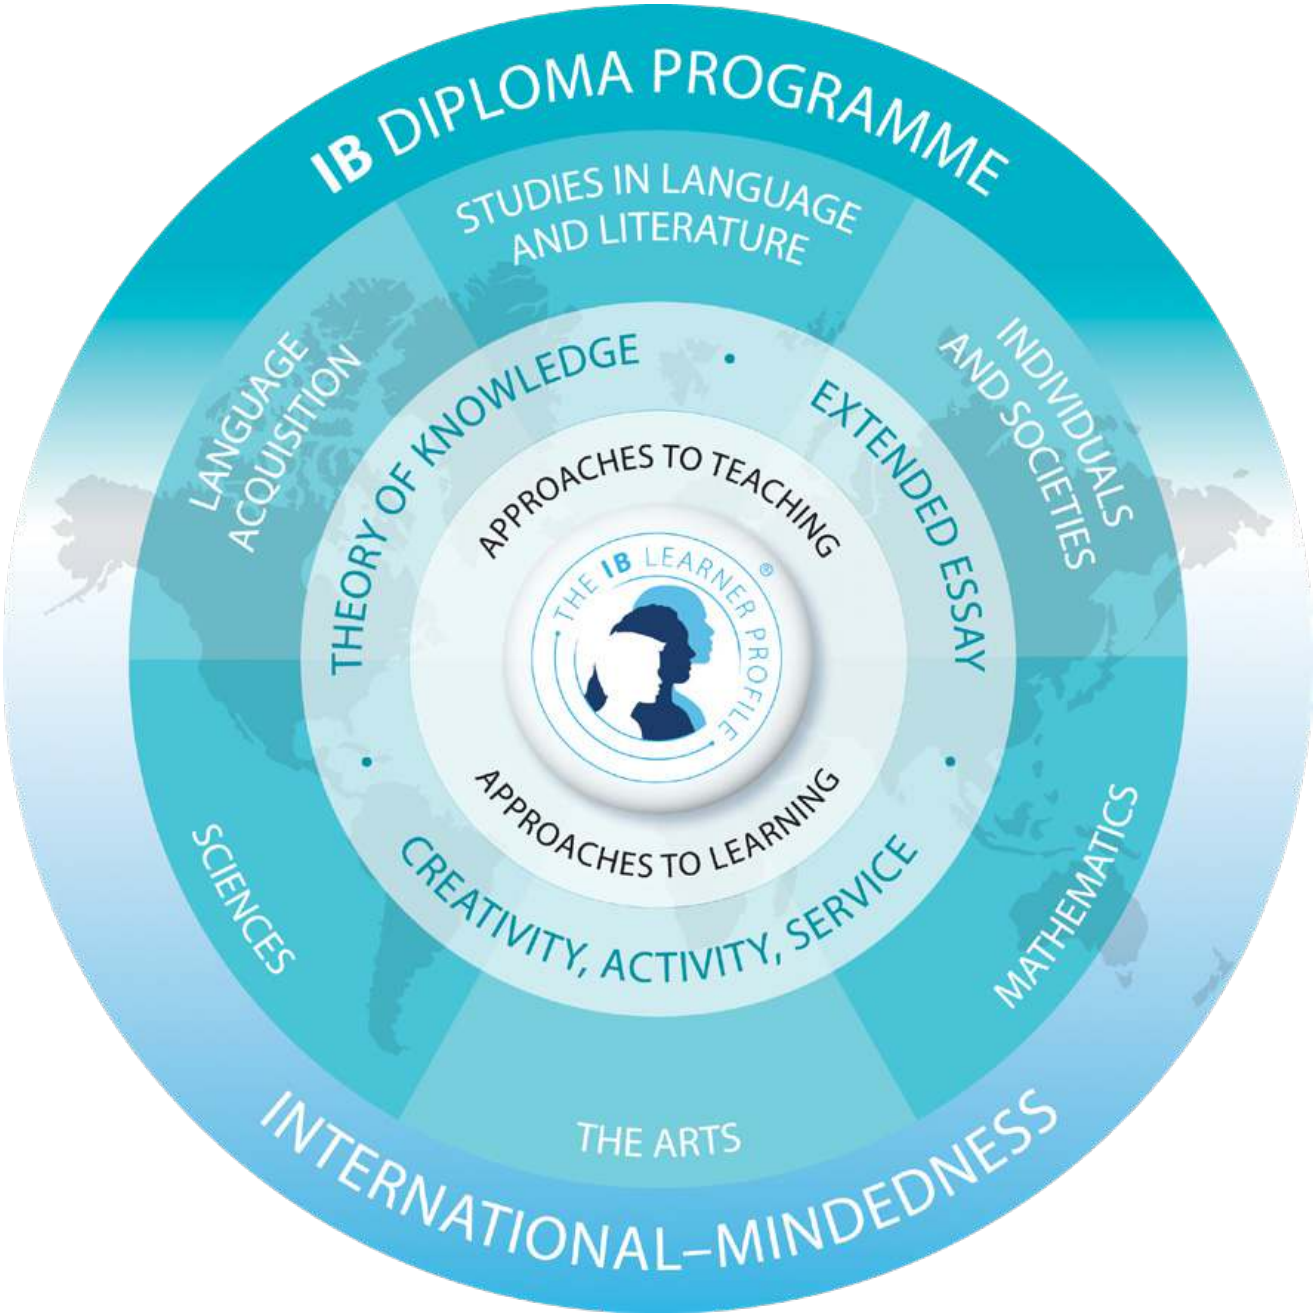 IB DIPLOMA PROGRAMME
STUDIES IN LANGUAGE
AND LITERATURE
LANGUAGE
ACQUISITION
INDIVIDUALS
AND SOCIETIES
THEORY OF KNOWLEDGE
•
EXTENDED ESSAY
•
APPROACHES TO TEACHING
THE IB LEARNER PROFILE
®
APPROACHES TO LEARNING
•
CREATIVITY, ACTIVITY, SERVICE
SCIENCES
MATHEMATICS
THE ARTS
INTERNATIONAL–MINDEDNESS